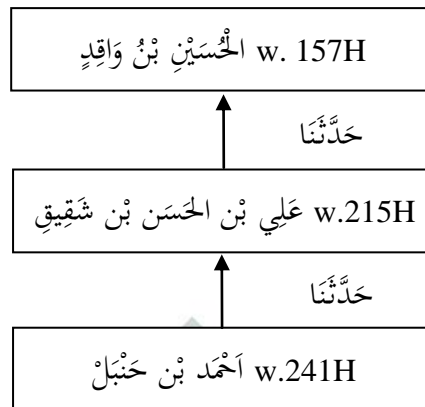 الْحُسَيْنِ بْنُ وَاقِدٍ w. 157H
حَدَّثَنَا
عَلِي بْن الحَسَن بْن شَقِيقِ w.215H
حَدَّثَنَا
اَحْمَد بْن حَنْبَلْ w.241H